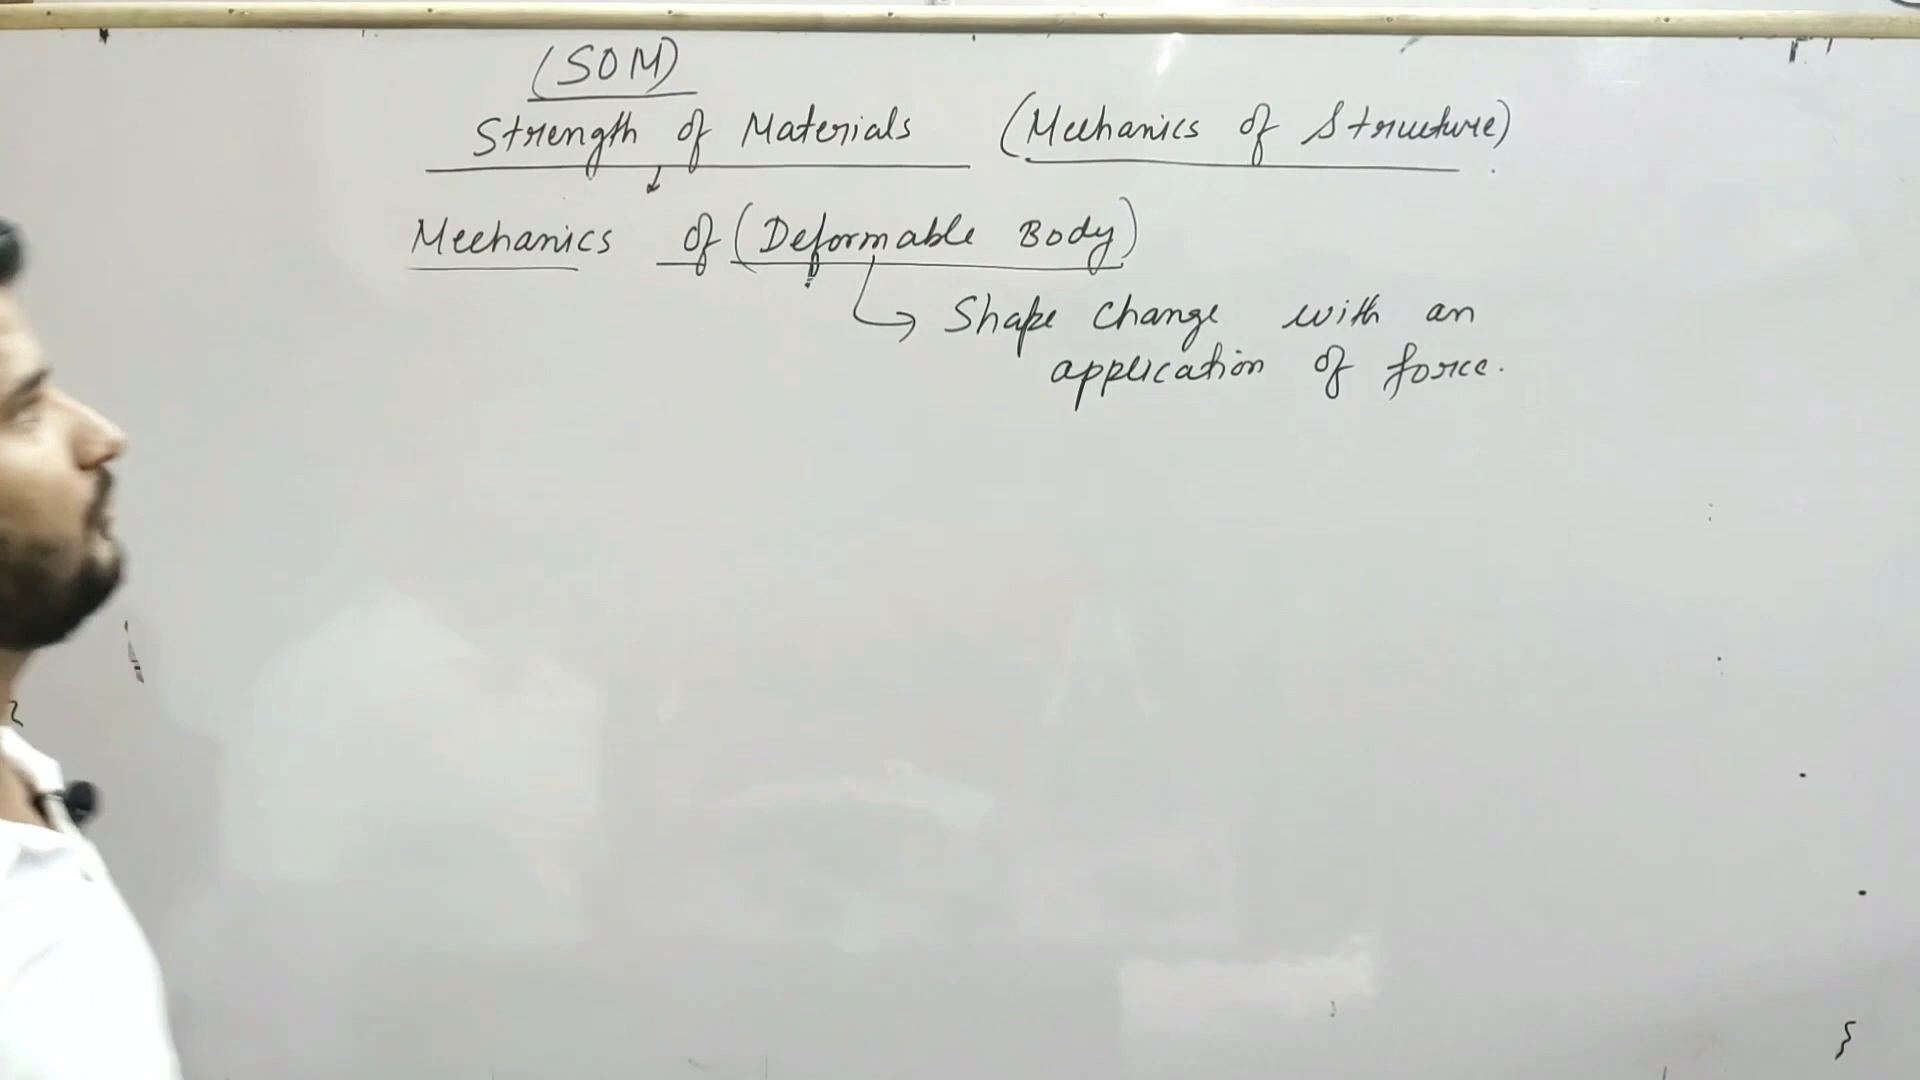 (SOM)
Strength of Materials (Mechanics of Structure)
Mechanics of (Deformable Body)
Shape change with an
application of force.